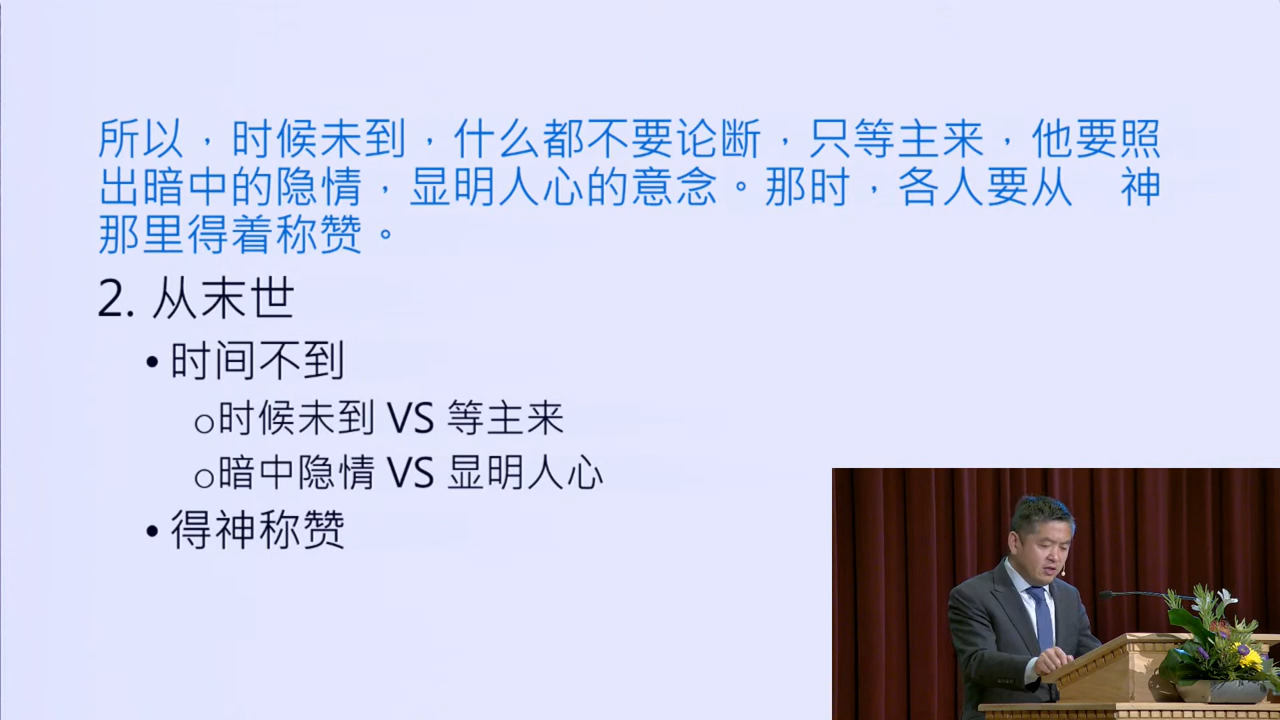 所以，时候未到，什么都不要论断，只等主来，他要照
出暗中的隐情，显明人心的意念。那时，各人要从　神
那里得着称赞。
2. 从末世
•时间不到
o时候未到 VS 等主来
o暗中隐情 VS 显明人心
•得神称赞